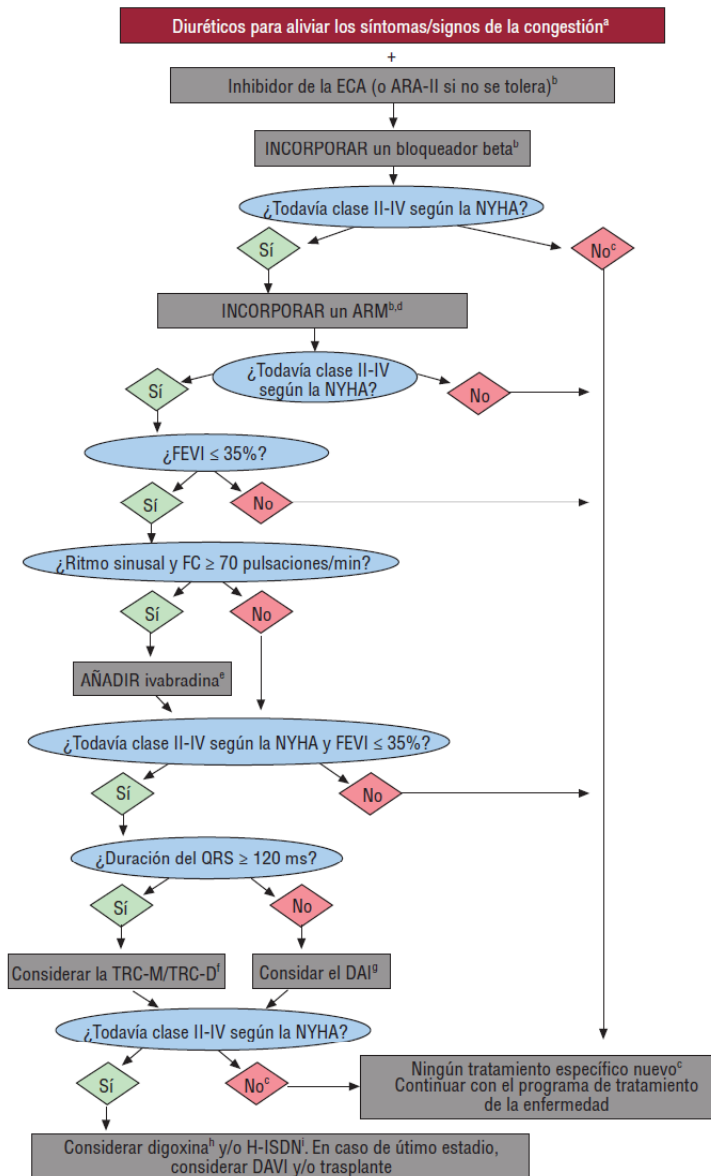 Diuréticos para aliviar los síntomas/signos de la congestiónᵃ
+
Inhibidor de la ECA (o ARA-II si no se tolera)ᵇ
INCORPORAR un bloqueador betaᵇ
¿Todavía clase II-IV según la NYHA?
Sí
Noᶜ
INCORPORAR un ARMᵇ,ᵈ
¿Todavía clase II-IV
según la NYHA?
Sí
No
¿FEVI ≤ 35%?
Sí
No
¿Ritmo sinusal y FC ≥ 70 pulsaciones/min?
Sí
No
AÑADIR ivabradinaᵉ
¿Todavía clase II-IV según la NYHA y FEVI ≤ 35%?
Sí
No
¿Duración del QRS ≥ 120 ms?
Sí
No
Considerar la TRC-M/TRC-Dᶠ
Considar el DAIᵍ
¿Todavía clase II-IV según la NYHA?
Sí
Noᶜ
Ningún tratamiento específico nuevoᶜ
Continuar con el programa de tratamiento
de la enfermedad
Considerar digoxinaʰ y/o H-ISDNⁱ. En caso de útimo estadio,
considerar DAVI y/o trasplante